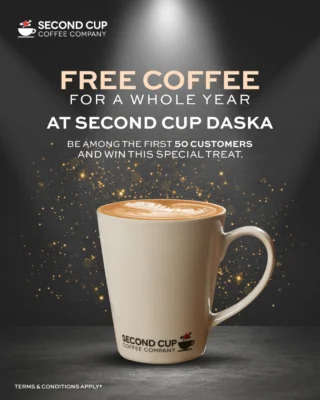 SECOND CUP
COFFEE COMPANY
FREE COFFEE
FOR A WHOLE YEAR
AT SECOND CUP DASKA
BE AMONG THE FIRST 50 CUSTOMERS
AND WIN THIS SPECIAL TREAT.
SECOND CUP
COFFEE COMPANY
TERMS & CONDITIONS APPLY*